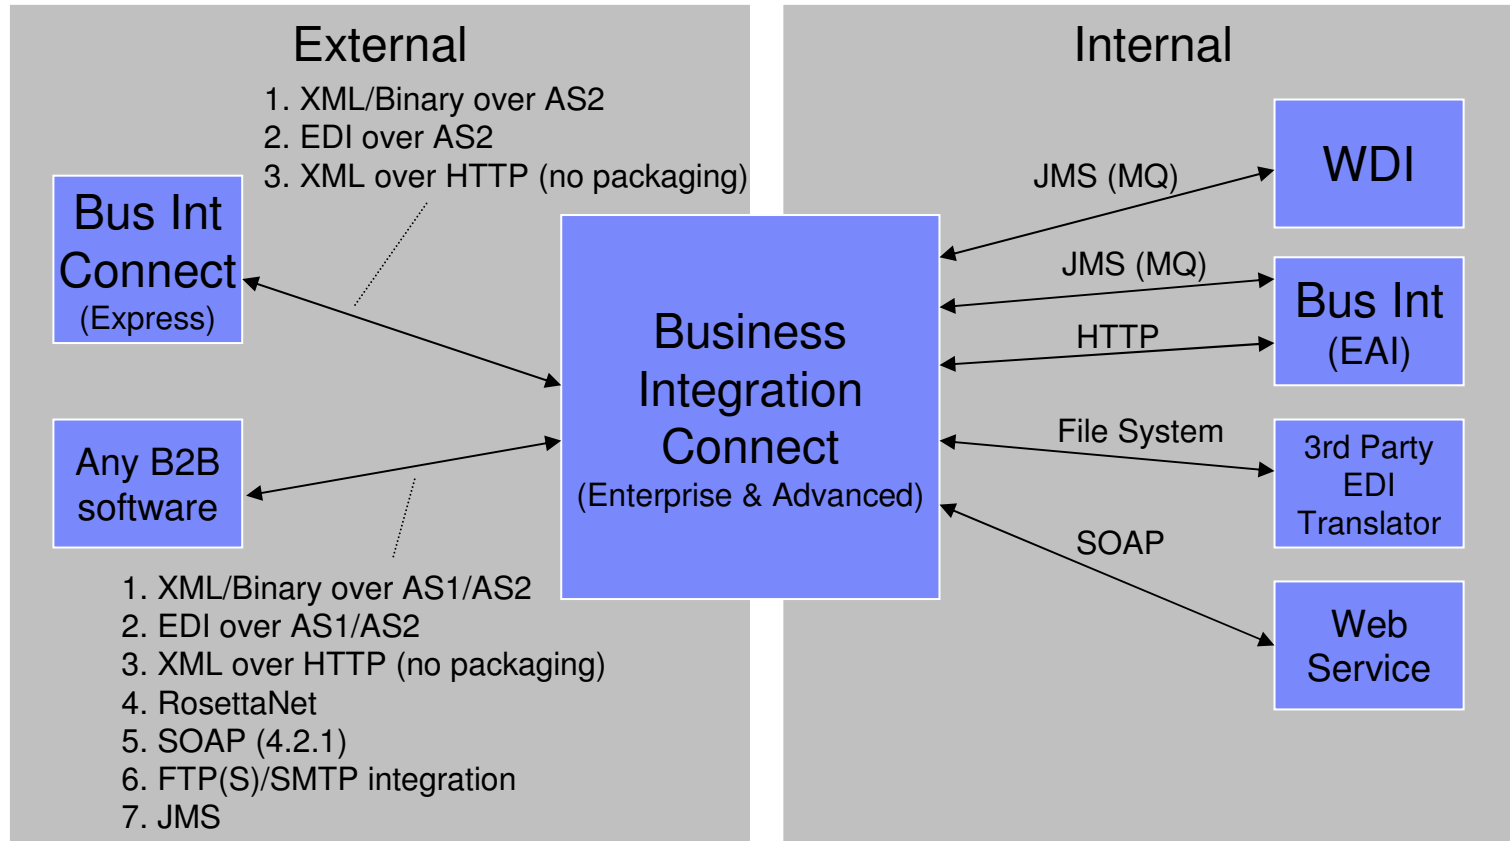 External
1. XML/Binary over AS2
2. EDI over AS2
3. XML over HTTP (no packaging)
Bus Int
Connect
(Express)
Any B2B
software
1. XML/Binary over AS1/AS2
2. EDI over AS1/AS2
3. XML over HTTP (no packaging)
4. RosettaNet
5. SOAP (4.2.1)
6. FTP(S)/SMTP integration
7. JMS
Business
Integration
Connect
(Enterprise & Advanced)
Internal
JMS (MQ)
WDI
JMS (MQ)
HTTP
Bus Int
(EAI)
File System
3rd Party
EDI
Translator
SOAP
Web
Service